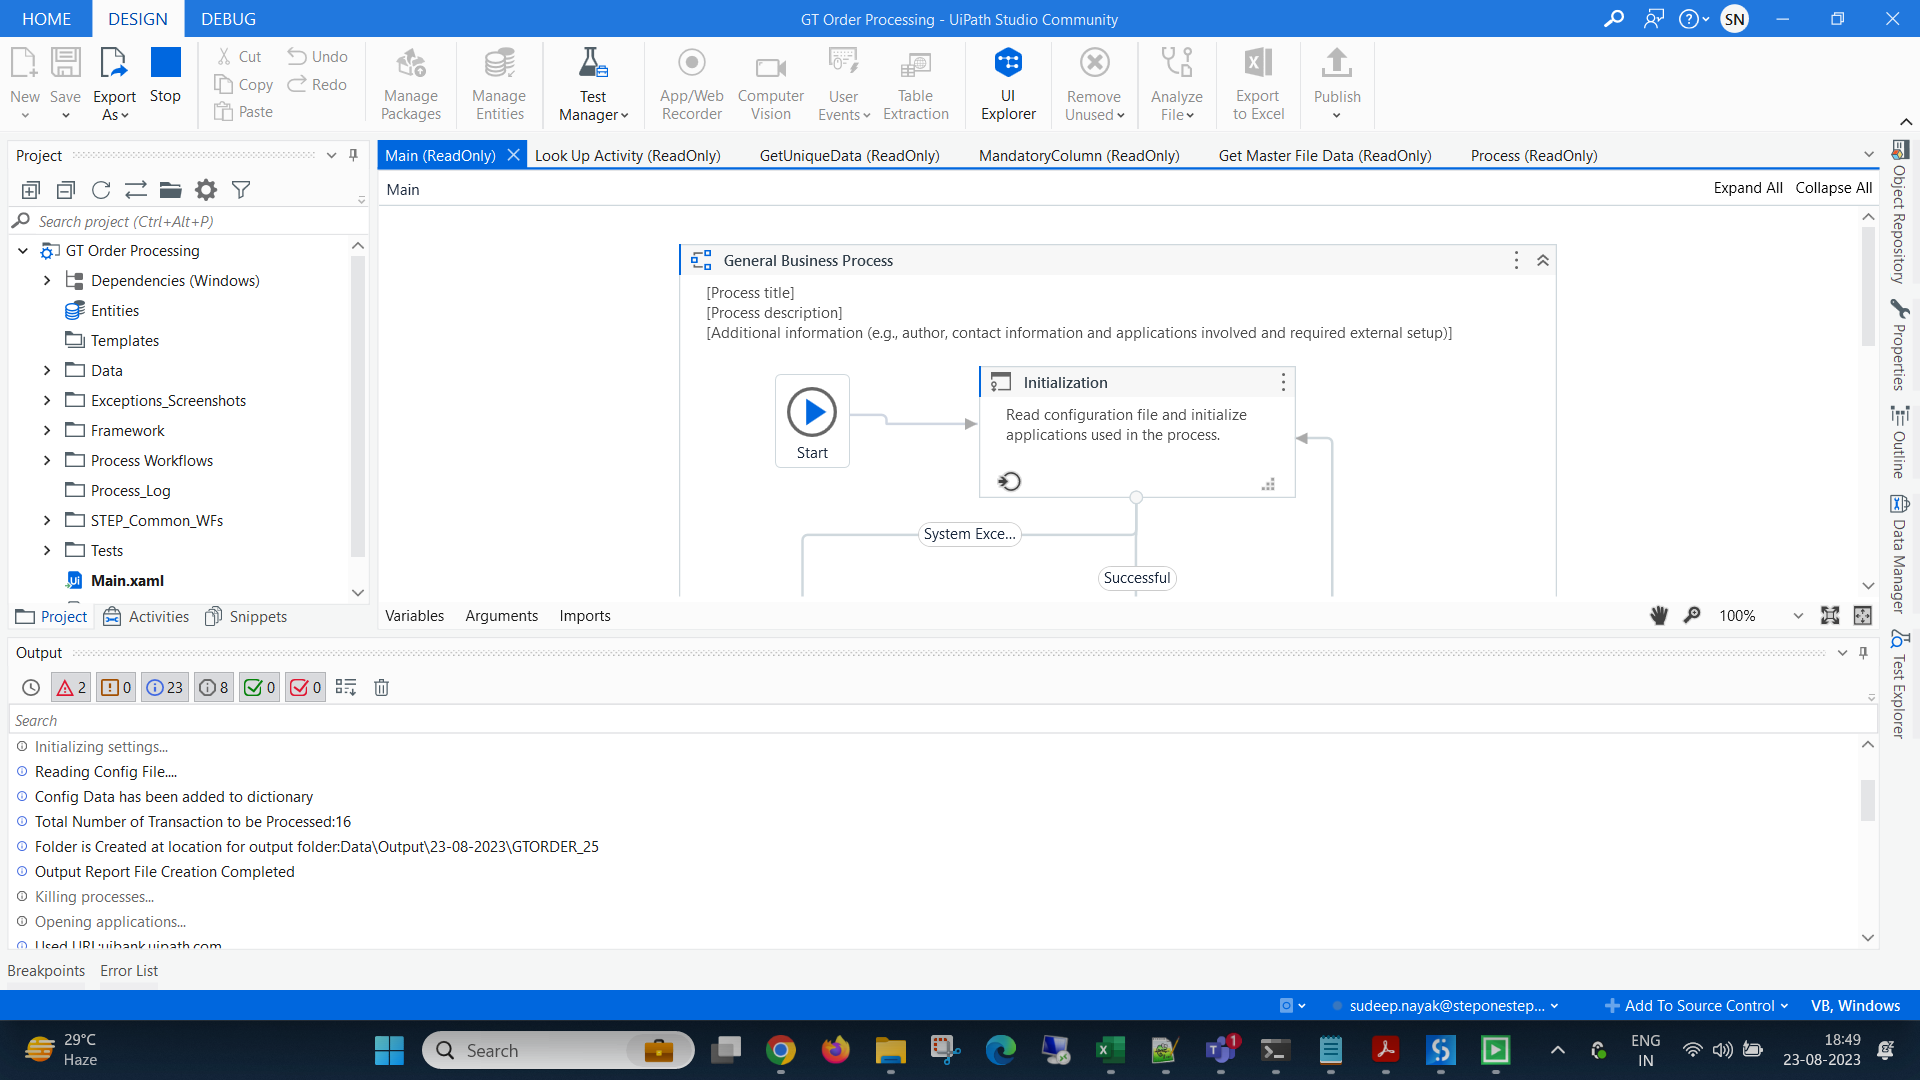 HOME DESIGN DEBUG
GT Order Processing - UiPath Studio Community
SN
New Save Export As Stop
Cut Copy Paste
Undo Redo
Manage Packages
Manage Entities
Test Manager
App/Web Recorder
Computer Vision
User Events
Table Extraction
UI Explorer
Remove Unused
Analyze File
Export to Excel
Publish
Project
Search project (Ctrl+Alt+P)
GT Order Processing
Dependencies (Windows)
Entities
Templates
Data
Exceptions_Screenshots
Framework
Process Workflows
Process_Log
STEP_Common_WFs
Tests
Main.xaml
Project Activities Snippets
Main (ReadOnly) Look Up Activity (ReadOnly) GetUniqueData (ReadOnly) MandatoryColumn (ReadOnly) Get Master File Data (ReadOnly) Process (ReadOnly)
Main
Expand All Collapse All
General Business Process
[Process title]
[Process description]
[Additional information (e.g., author, contact information and applications involved and required external setup)]
Start
Initialization
Read configuration file and initialize
applications used in the process.
System Exce...
Successful
Variables Arguments Imports
100%
Object Repository
Properties
Outline
Data Manager
Test Explorer
Output
2 0 23 8 0 0
Search
Initializing settings...
Reading Config File....
Config Data has been added to dictionary
Total Number of Transaction to be Processed:16
Folder is Created at location for output folder:Data\Output\23-08-2023\GTORDER_25
Output Report File Creation Completed
Killing processes...
Opening applications...
Used URL:uibank.uipath.com
Breakpoints Error List
sudeep.nayak@steponestep... Add To Source Control VB, Windows
29°C
Haze
Search
1
ENG
IN
18:49
23-08-2023